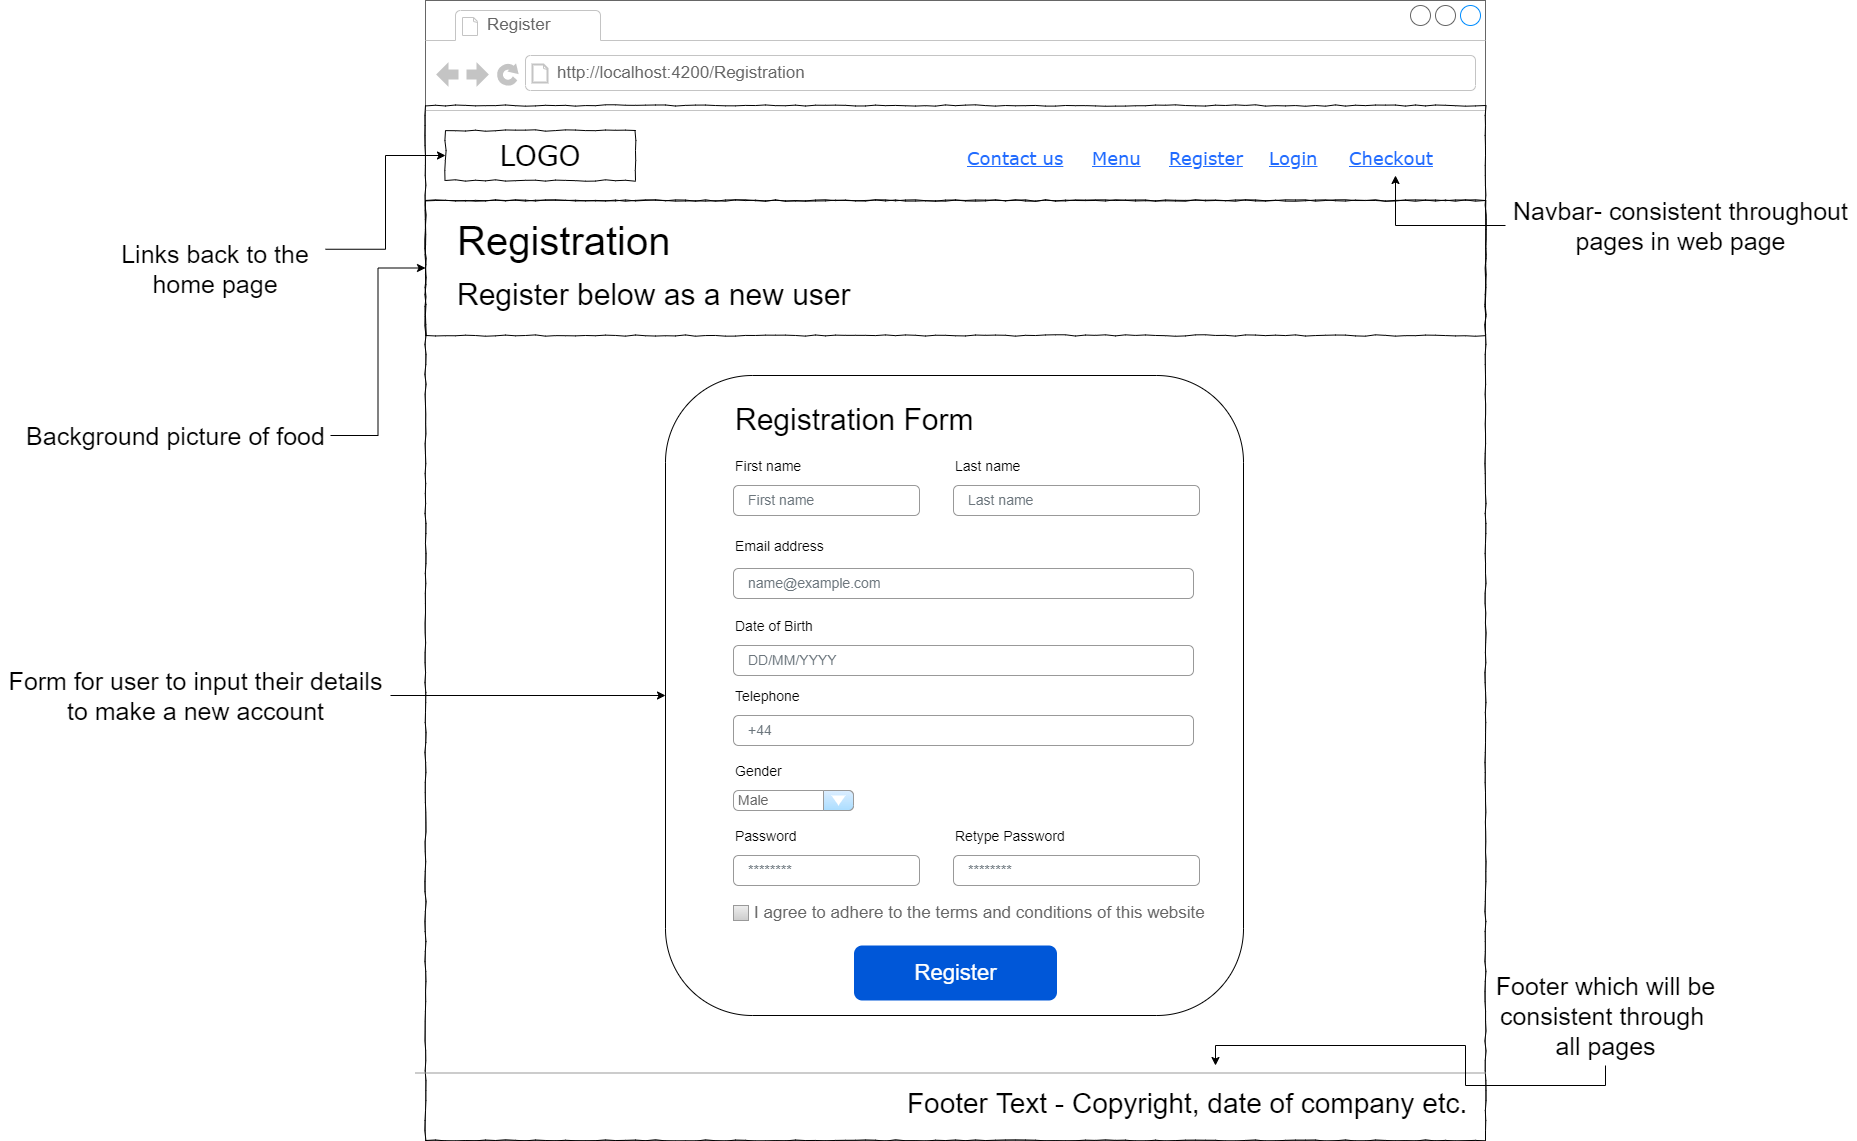 Register
http://localhost:4200/Registration
LOGO
Contact us Menu Register Login Checkout
Links back to the
home page
Navbar- consistent throughout
pages in web page
Registration
Register below as a new user
Background picture of food
Registration Form
First name Last name
First name Last name
Email address
name@example.com
Date of Birth
DD/MM/YYYY
Form for user to input their details
to make a new account
Telephone
+44
Gender
Male
Password Retype Password
******** ********
I agree to adhere to the terms and conditions of this website
Register
Footer which will be
consistent through
all pages
Footer Text - Copyright, date of company etc.